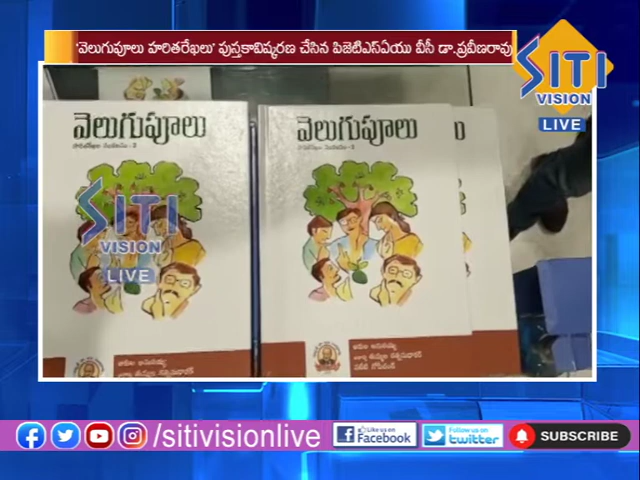 'వెలుగుపూలు హరితరేఖలు' పుస్తకావిష్కరణ చేసిన పిజెటిఎస్ఏయు వీసీ డా.ప్రవీణరావు
SITI
VISION
LIVE
వెలుగుపూలు
వెలుగుపూలు
SITI
VISION
LIVE
/sitivisionlive
Like us on
Facebook
Follow us on
twitter
SUBSCRIBE